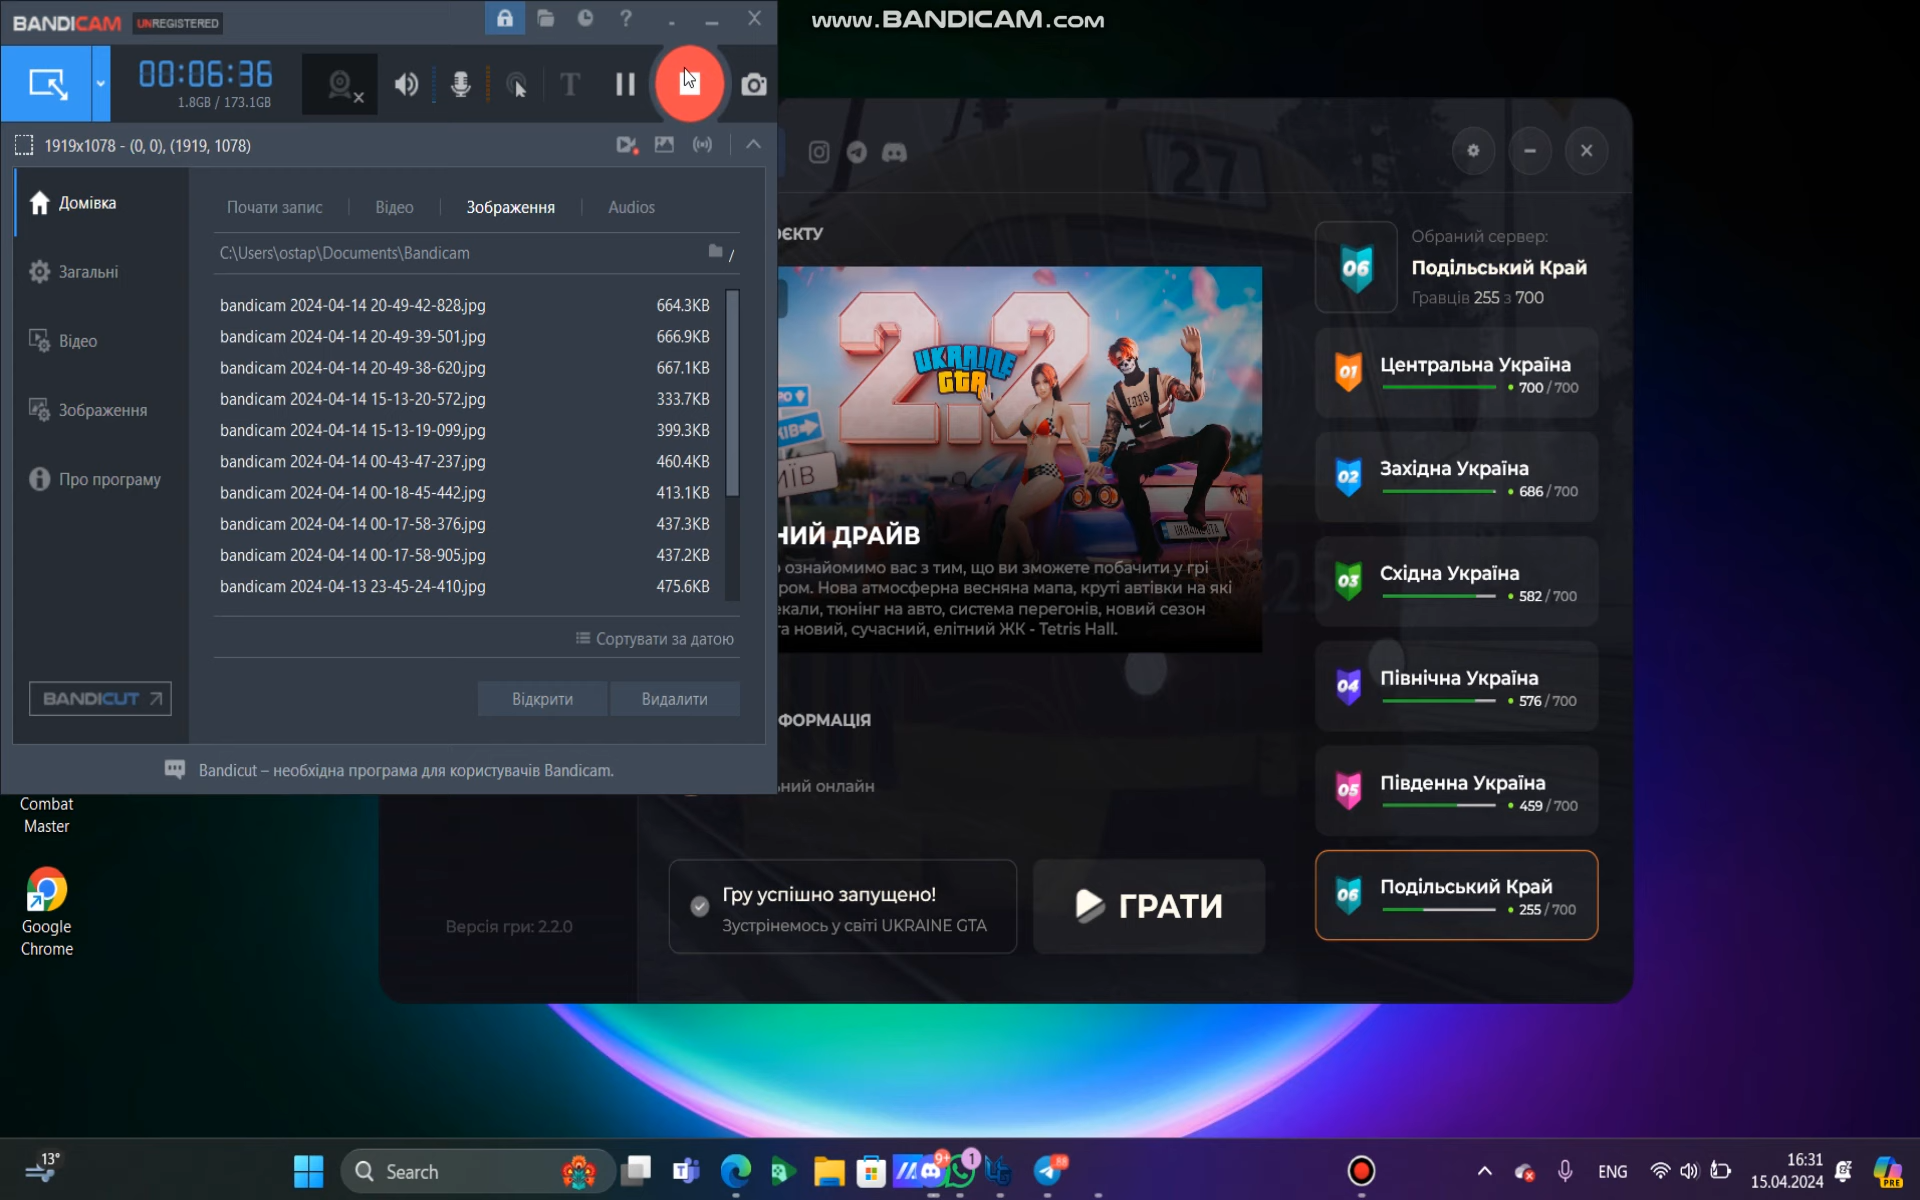 BANDICAM UNREGISTERED
www.BANDICAM.com
00:06:36
1.8GB / 173.1GB
1919x1078 - (0, 0), (1919, 1078)
Домівка
Загальні
Відео
Зображення
Про програму
BANDICUT
Почати запис
Відео
Зображення
Audios
C:\Users\ostap\Documents\Bandicam
bandicam 2024-04-14 20-49-42-828.jpg 664.3KB
bandicam 2024-04-14 20-49-39-501.jpg 666.9KB
bandicam 2024-04-14 20-49-38-620.jpg 667.1KB
bandicam 2024-04-14 15-13-20-572.jpg 333.7KB
bandicam 2024-04-14 15-13-19-099.jpg 399.3KB
bandicam 2024-04-14 00-43-47-237.jpg 460.4KB
bandicam 2024-04-14 00-18-45-442.jpg 413.1KB
bandicam 2024-04-14 00-17-58-376.jpg 437.3KB
bandicam 2024-04-14 00-17-58-905.jpg 437.2KB
bandicam 2024-04-13 23-45-24-410.jpg 475.6KB
Сортувати за датою
Відкрити
Видалити
Bandicut – необхідна програма для користувачів Bandicam.
ЄКТУ
2.2
UKRAINE
GTA
ИЇВ
UKRAINE GTA
НИЙ ДРАЙВ
о ознайомимо вас з тим, що ви зможете побачити у грі
ром. Нова атмосферна весняна мапа, круті автівки на які
екали, тюнінг на авто, система перегонів, новий сезон
та новий, сучасний, елітний ЖК - Tetris Hall.
ФОРМАЦІЯ
ьний онлайн
Обраний сервер:
06 Подільський Край
Гравців 255 з 700
01 Центральна Україна
700 / 700
02 Західна Україна
686 / 700
03 Східна Україна
582 / 700
04 Північна Україна
576 / 700
05 Південна Україна
459 / 700
06 Подільський Край
255 / 700
Версія гри: 2.2.0
Гру успішно запущено!
Зустрінемось у світі UKRAINE GTA
ГРАТИ
Combat
Master
Google
Chrome
13°
Search
9+
1
ENG
16:31
15.04.2024
PRE